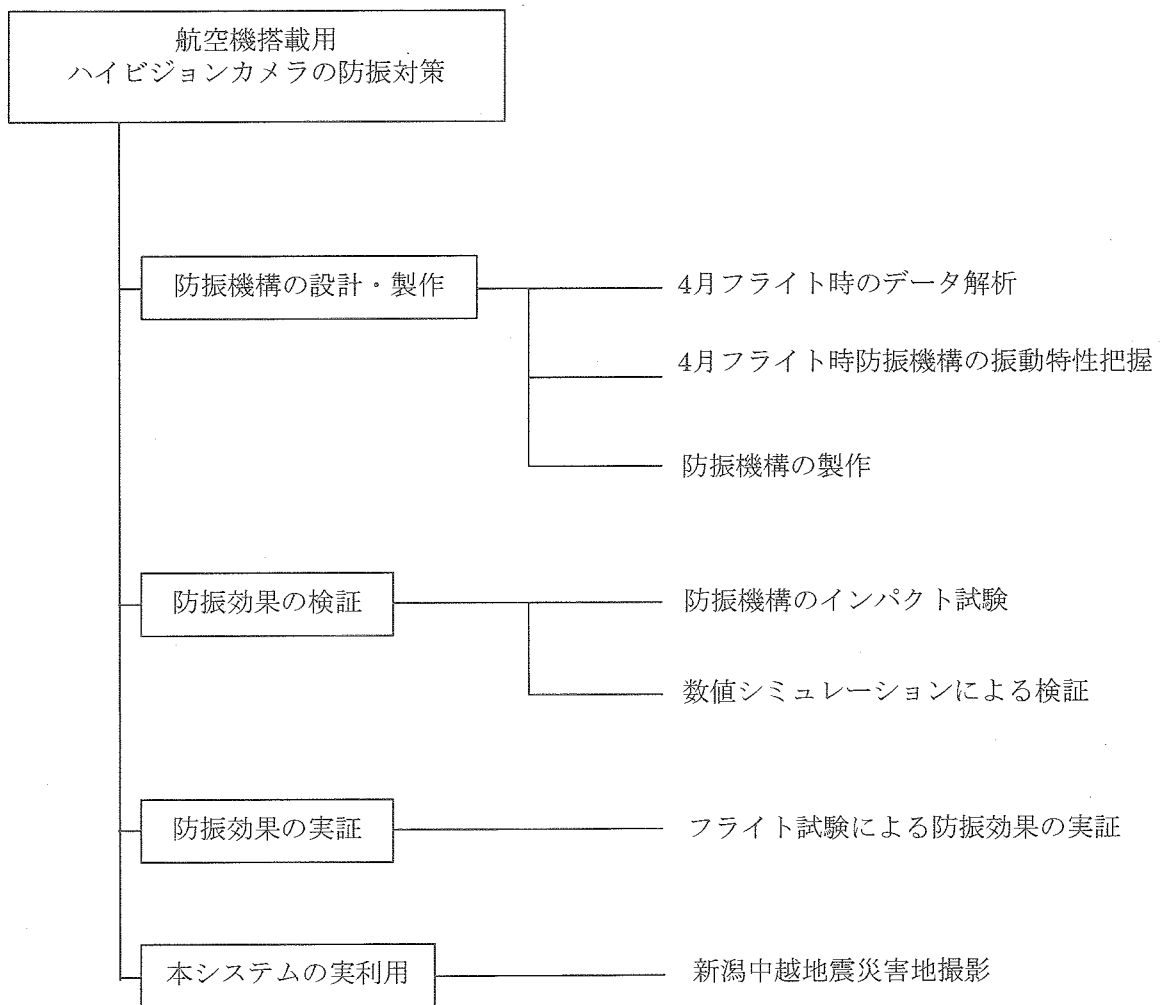 航空機搭載用
ハイビジョンカメラの防振対策
防振機構の設計・製作
4月フライト時のデータ解析
4月フライト時防振機構の振動特性把握
防振機構の製作
防振効果の検証
防振機構のインパクト試験
数値シミュレーションによる検証
防振効果の実証
フライト試験による防振効果の実証
本システムの実利用
新潟中越地震災害地撮影